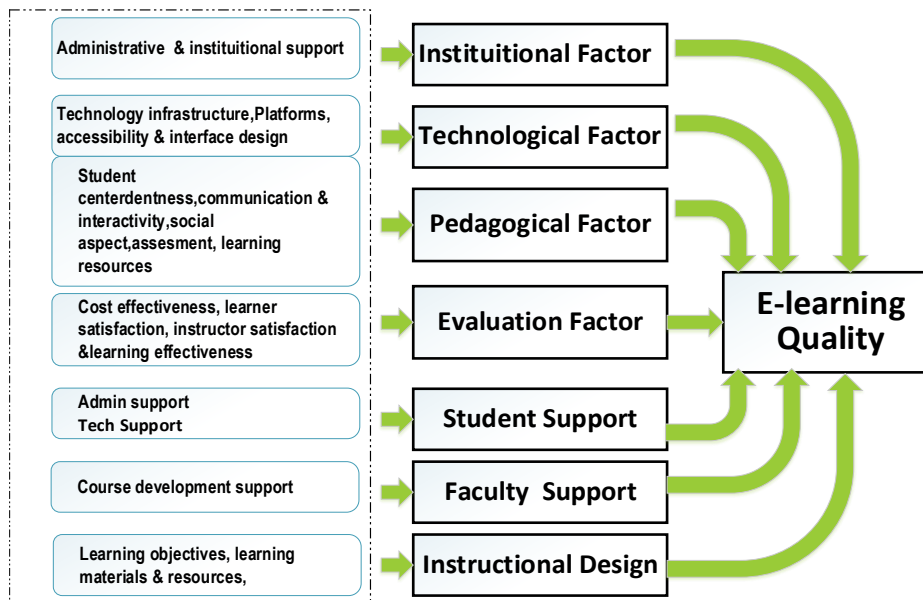 Administrative & instituitional support
Instituitional Factor
Technology infrastructure,Platforms,
accessibility & interface design
Technological Factor
Student
centerdentness,communication &
interactivity,social
aspect,assesment, learning
resources
Pedagogical Factor
Cost effectiveness, learner
satisfaction, instructor satisfaction
&learning effectiveness
Evaluation Factor
E-learning
Quality
Admin support
Tech Support
Student Support
Course development support
Faculty Support
Learning objectives, learning
materials & resources,
Instructional Design